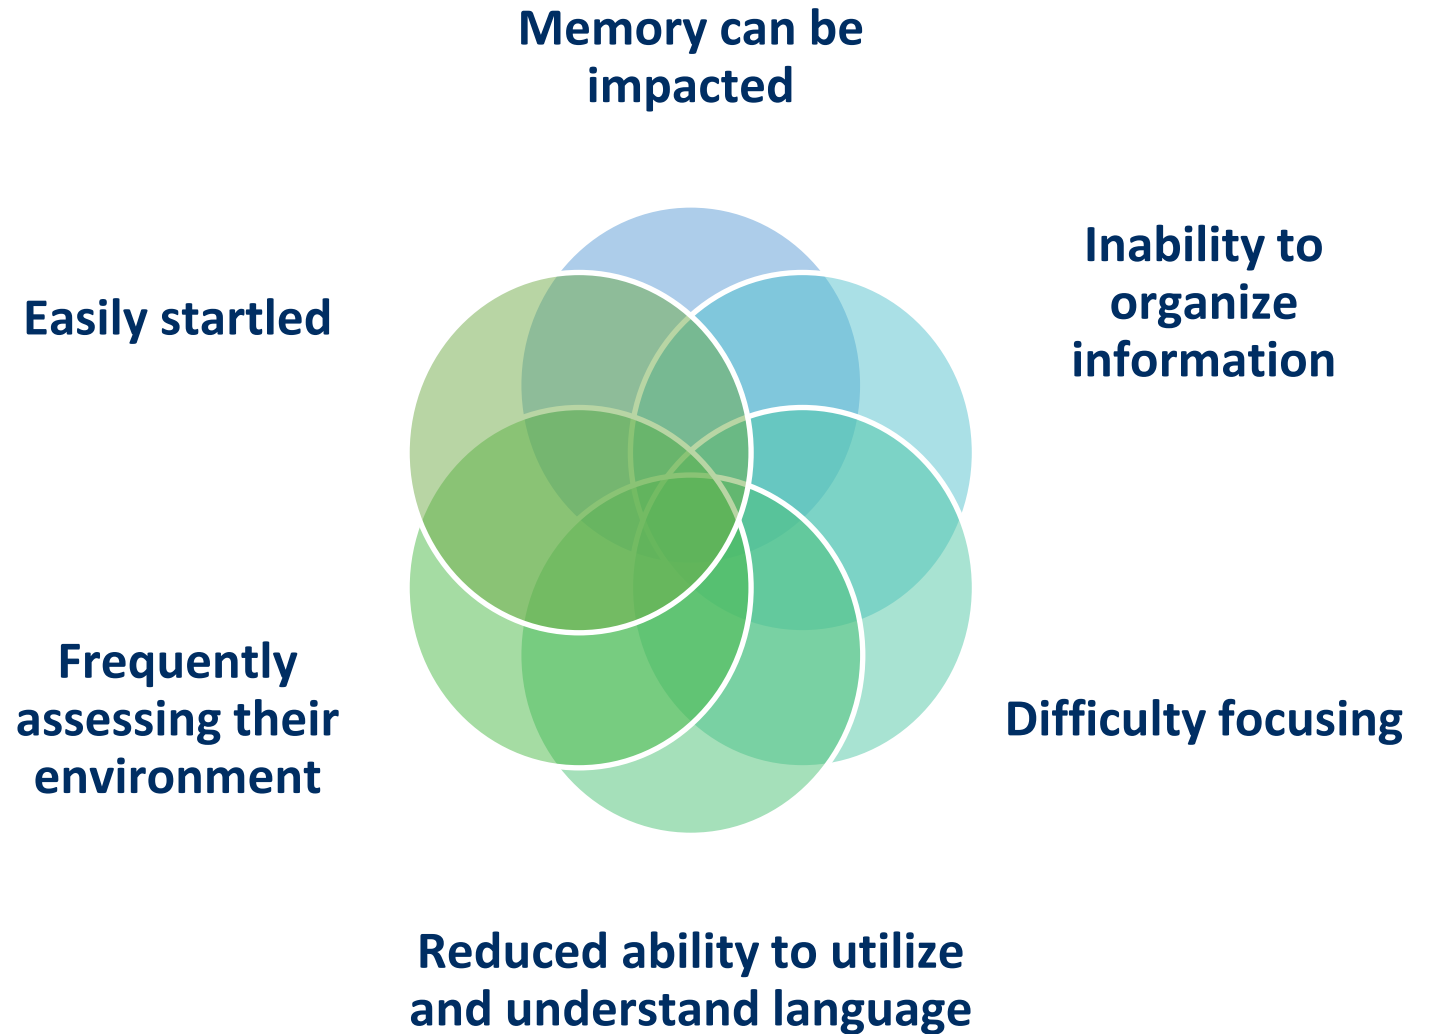 Memory can be
impacted
Inability to
organize
information
Easily startled
Frequently
assessing their
environment
Difficulty focusing
Reduced ability to utilize
and understand language